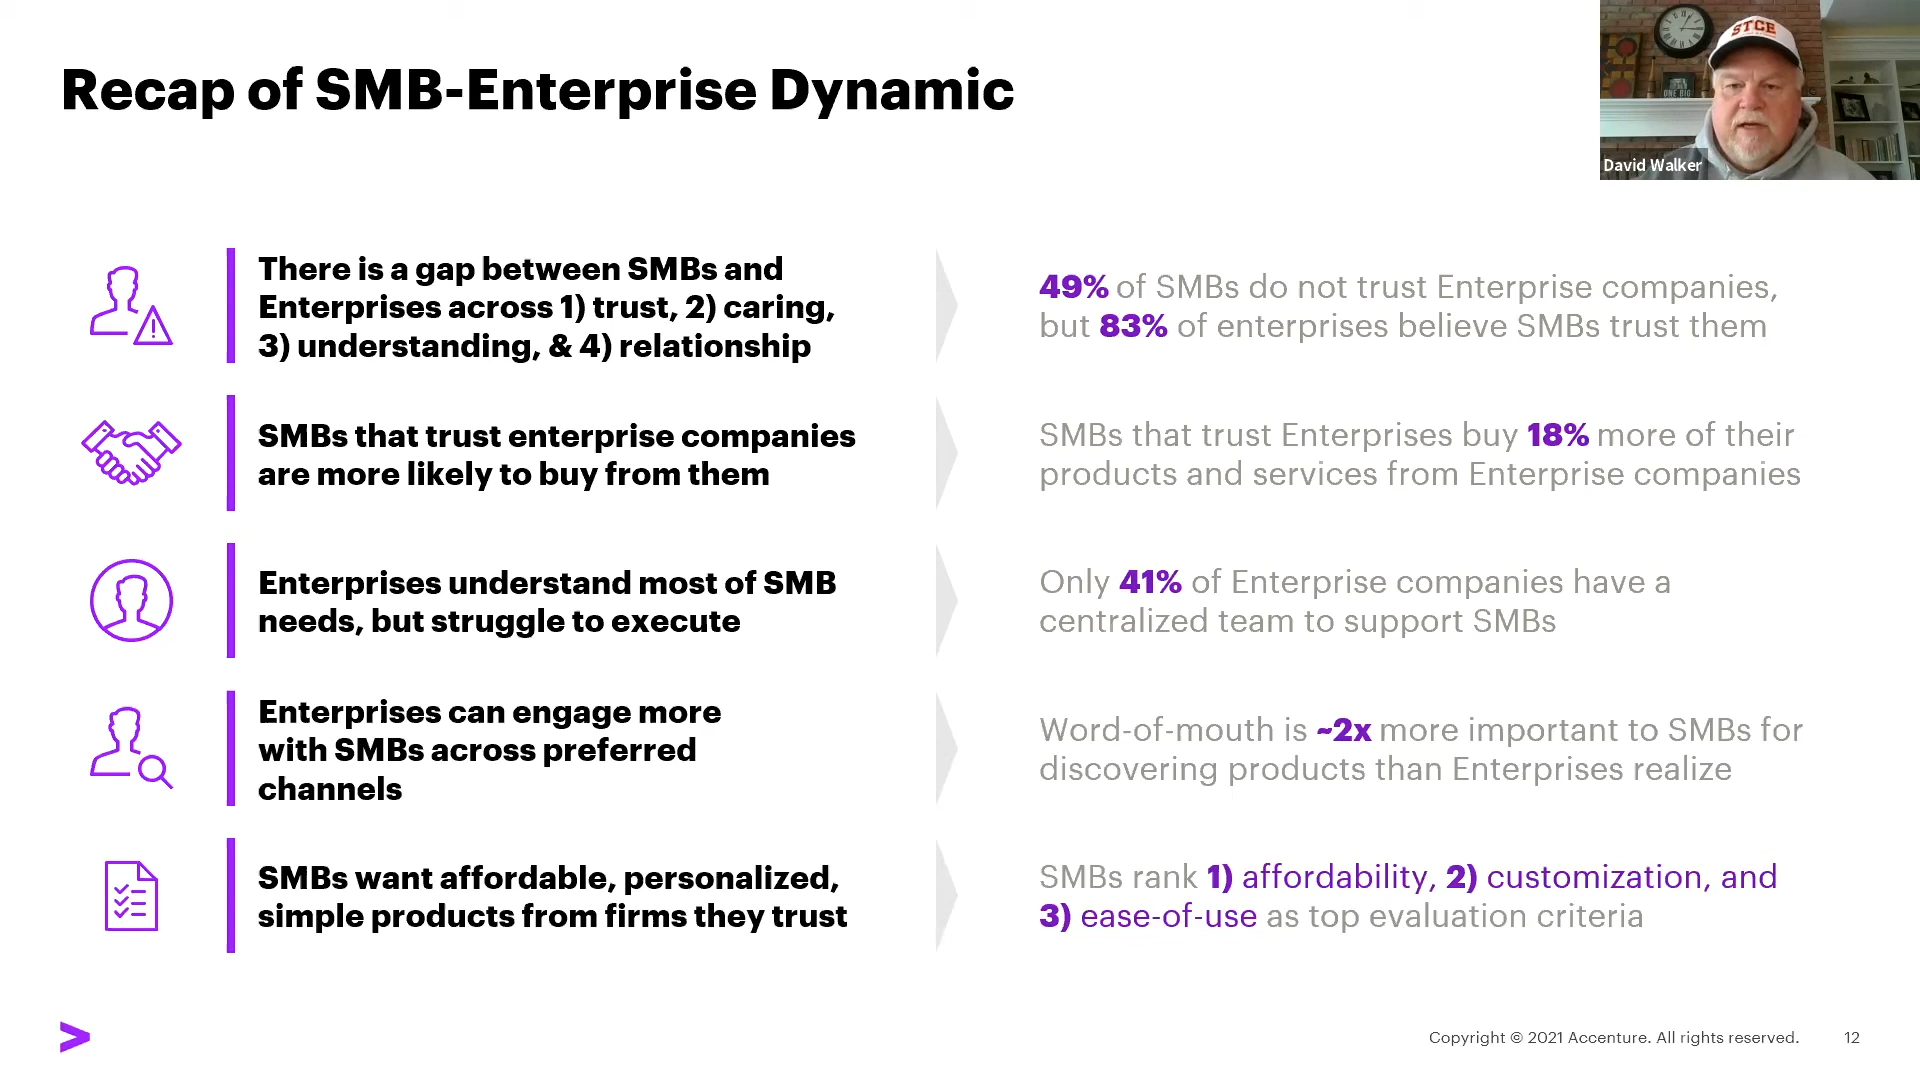 Recap of SMB-Enterprise Dynamic
STCE
ONE BIG
David Walker
There is a gap between SMBs and
Enterprises across 1) trust, 2) caring,
3) understanding, & 4) relationship
49% of SMBs do not trust Enterprise companies,
but 83% of enterprises believe SMBs trust them
SMBs that trust enterprise companies
are more likely to buy from them
SMBs that trust Enterprises buy 18% more of their
products and services from Enterprise companies
Enterprises understand most of SMB
needs, but struggle to execute
Only 41% of Enterprise companies have a
centralized team to support SMBs
Enterprises can engage more
with SMBs across preferred
channels
Word-of-mouth is ~2x more important to SMBs for
discovering products than Enterprises realize
SMBs want affordable, personalized,
simple products from firms they trust
SMBs rank 1) affordability, 2) customization, and
3) ease-of-use as top evaluation criteria
Copyright © 2021 Accenture. All rights reserved. 12